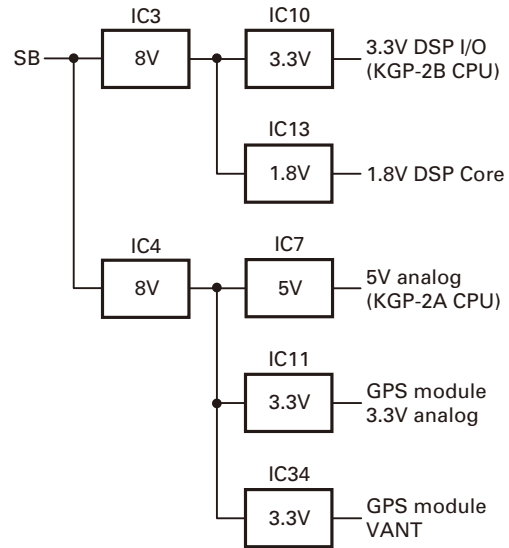 IC3
IC10
SB
8V
3.3V
3.3V DSP I/O
(KGP-2B CPU)
IC13
1.8V
1.8V DSP Core
IC4
IC7
8V
5V
5V analog
(KGP-2A CPU)
IC11
3.3V
GPS module
3.3V analog
IC34
3.3V
GPS module
VANT